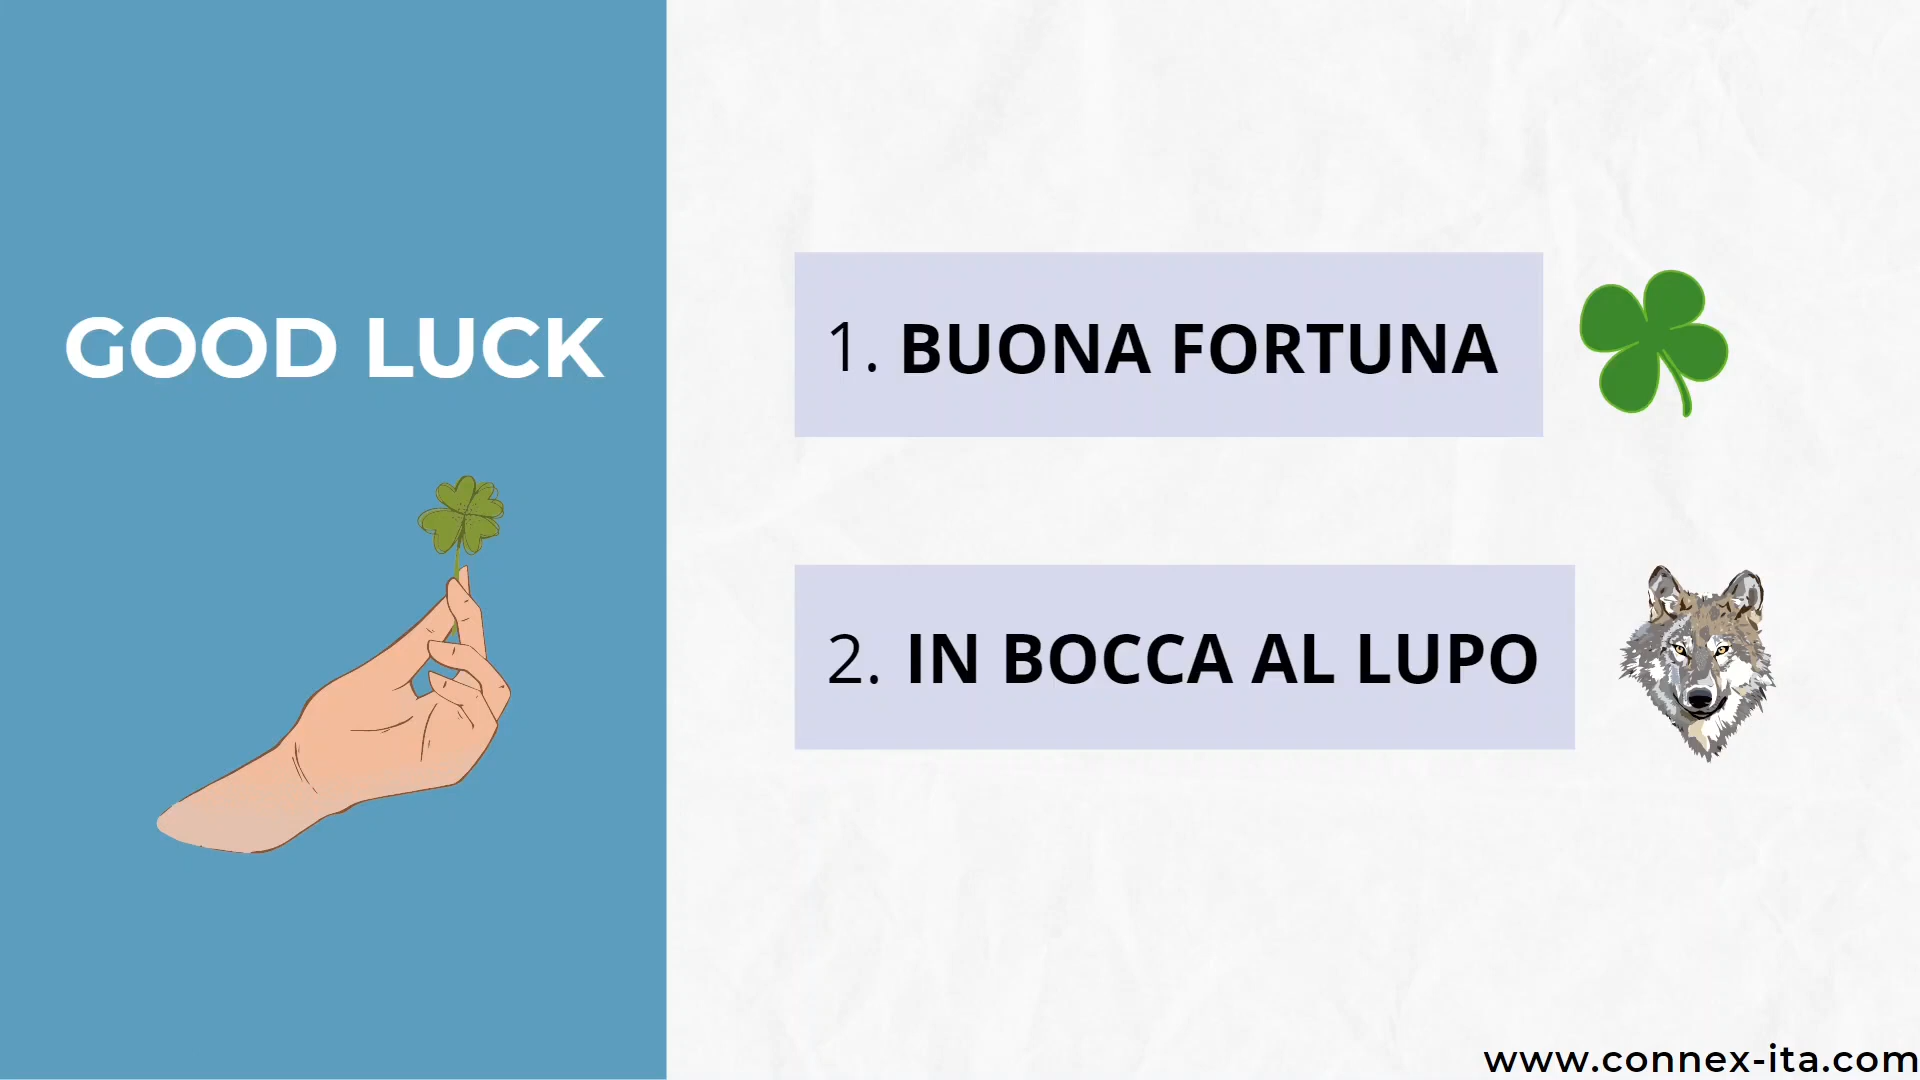 GOOD LUCK
1. BUONA FORTUNA
2. IN BOCCA AL LUPO
www.connex-ita.com